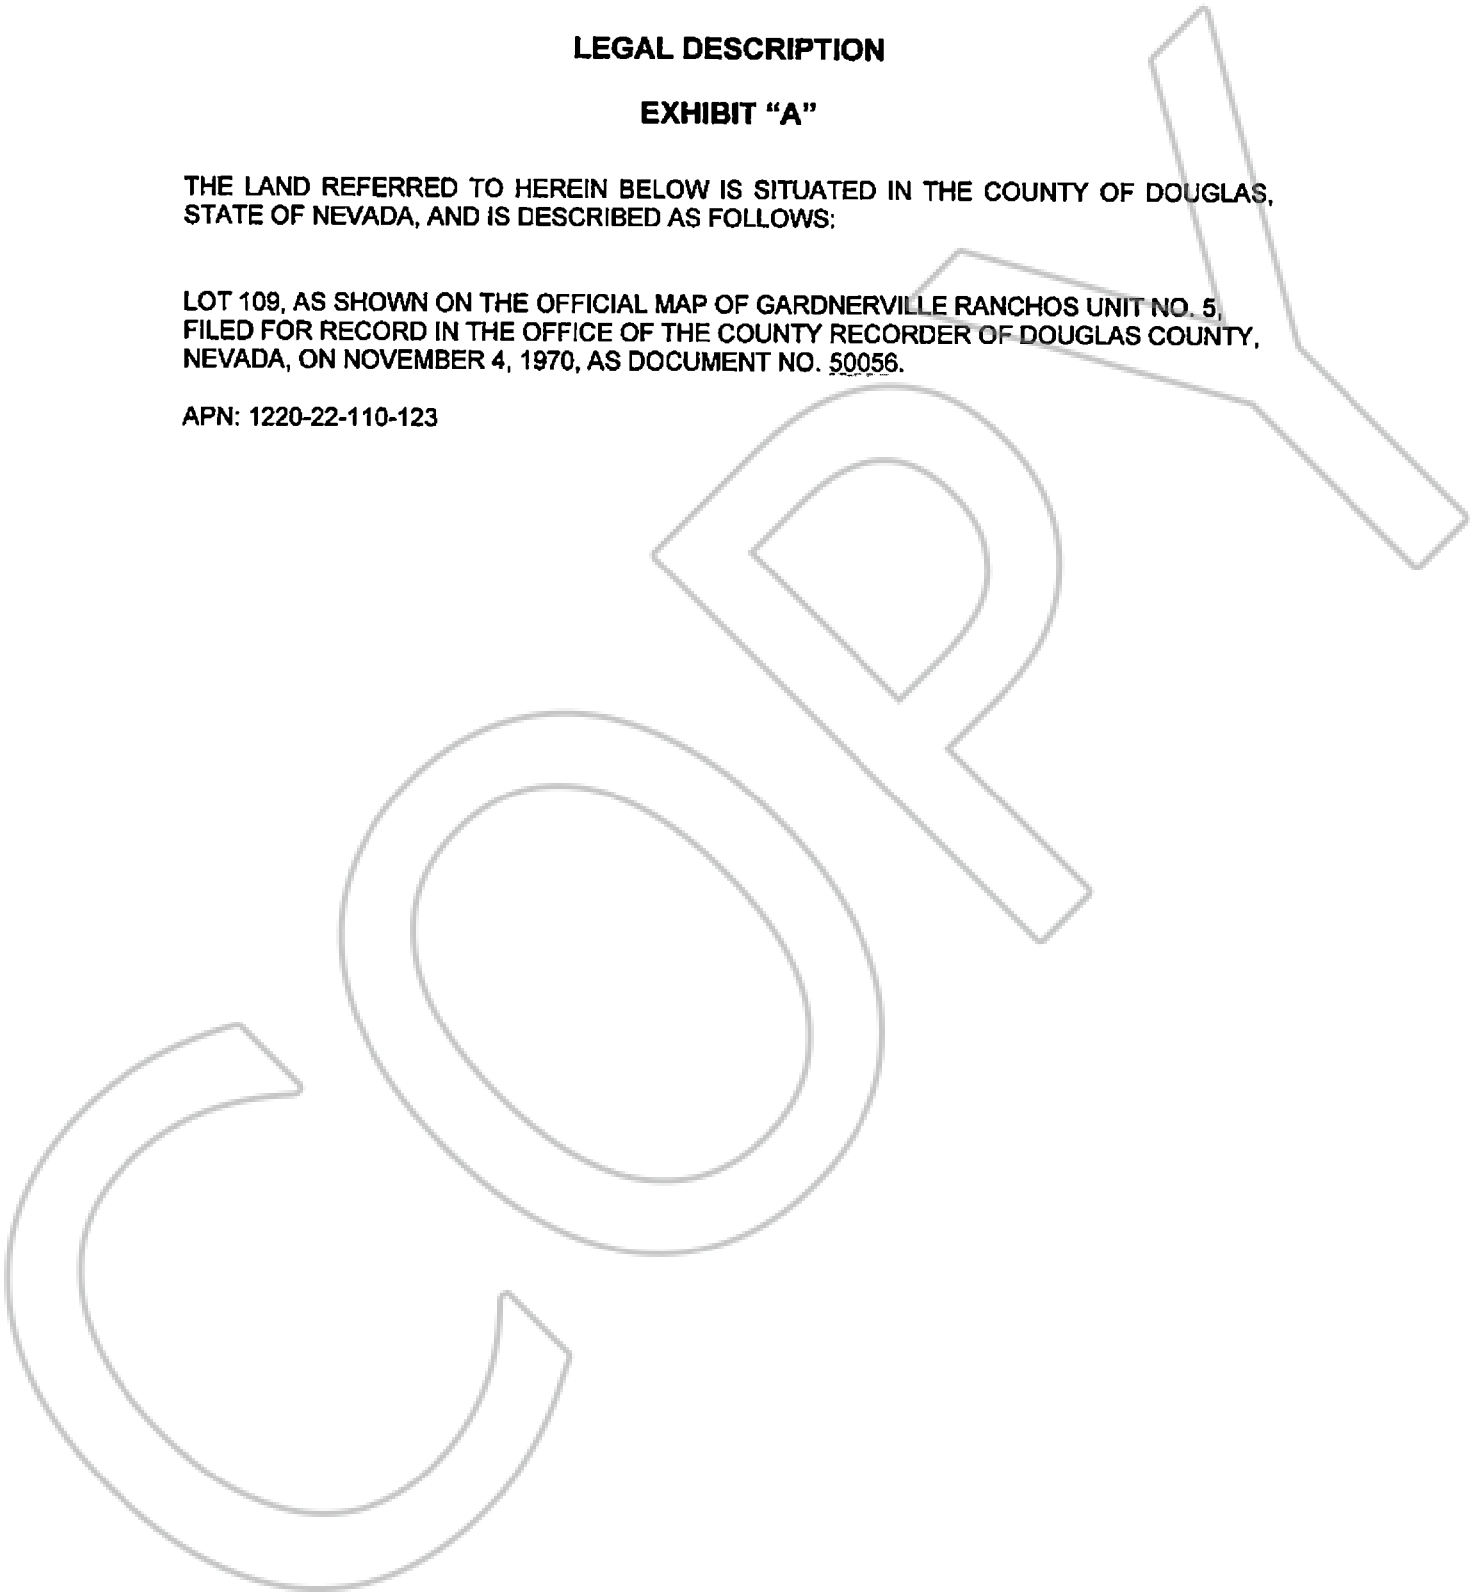 LEGAL DESCRIPTION
EXHIBIT “A”
THE LAND REFERRED TO HEREIN BELOW IS SITUATED IN THE COUNTY OF DOUGLAS,
STATE OF NEVADA, AND IS DESCRIBED AS FOLLOWS:
LOT 109, AS SHOWN ON THE OFFICIAL MAP OF GARDNERVILLE RANCHOS UNIT NO. 5,
FILED FOR RECORD IN THE OFFICE OF THE COUNTY RECORDER OF DOUGLAS COUNTY,
NEVADA, ON NOVEMBER 4, 1970, AS DOCUMENT NO. 50056.
APN: 1220-22-110-123
COPY